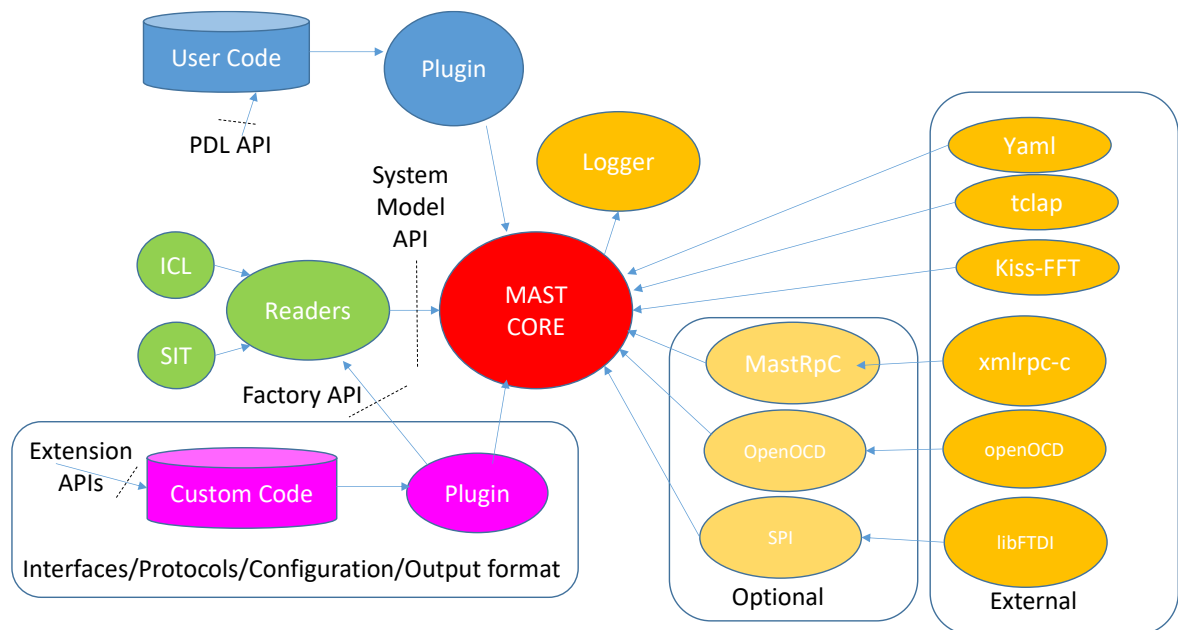 User Code
Plugin
PDL API
Logger
System
Model
API
Yaml
tclap
Kiss-FFT
ICL
Readers
SIT
MAST
CORE
Factory API
MastRpC
xmlrpc-c
OpenOCD
openOCD
SPI
libFTDI
Extension
APIs
Custom Code
Plugin
Interfaces/Protocols/Configuration/Output format
Optional
External